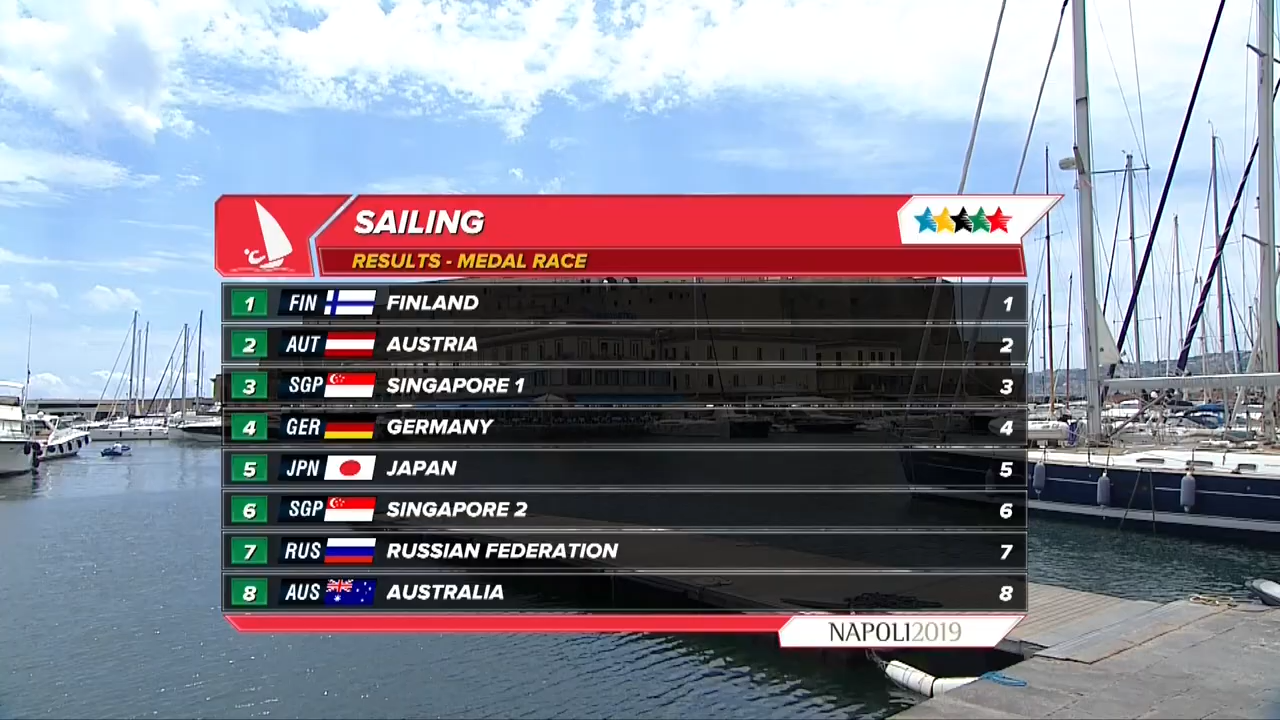 SAILING
RESULTS - MEDAL RACE
1 FIN FINLAND 1
2 AUT AUSTRIA 2
3 SGP SINGAPORE 1 3
4 GER GERMANY 4
5 JPN JAPAN 5
6 SGP SINGAPORE 2 6
7 RUS RUSSIAN FEDERATION 7
8 AUS AUSTRALIA 8
NAPOLI2019